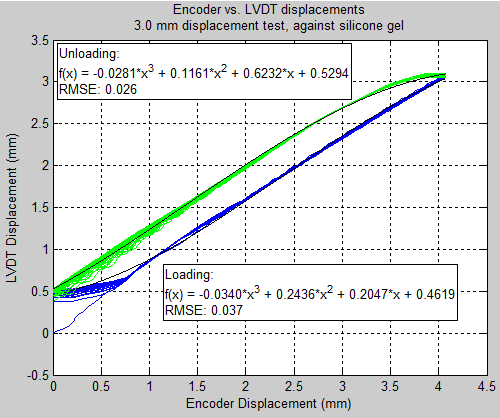 Encoder vs. LVDT displacements
3.0 mm displacement test, against silicone gel
Unloading:
f(x) = -0.0281*x^3 + 0.1161*x^2 + 0.6232*x + 0.5294
RMSE: 0.026
Loading:
f(x) = -0.0340*x^3 + 0.2436*x^2 + 0.2047*x + 0.4619
RMSE: 0.037
LVDT Displacement (mm)
3.5
3
2.5
2
1.5
1
0.5
0
-0.5
0 0.5 1 1.5 2 2.5 3 3.5 4 4.5 5
Encoder Displacement (mm)